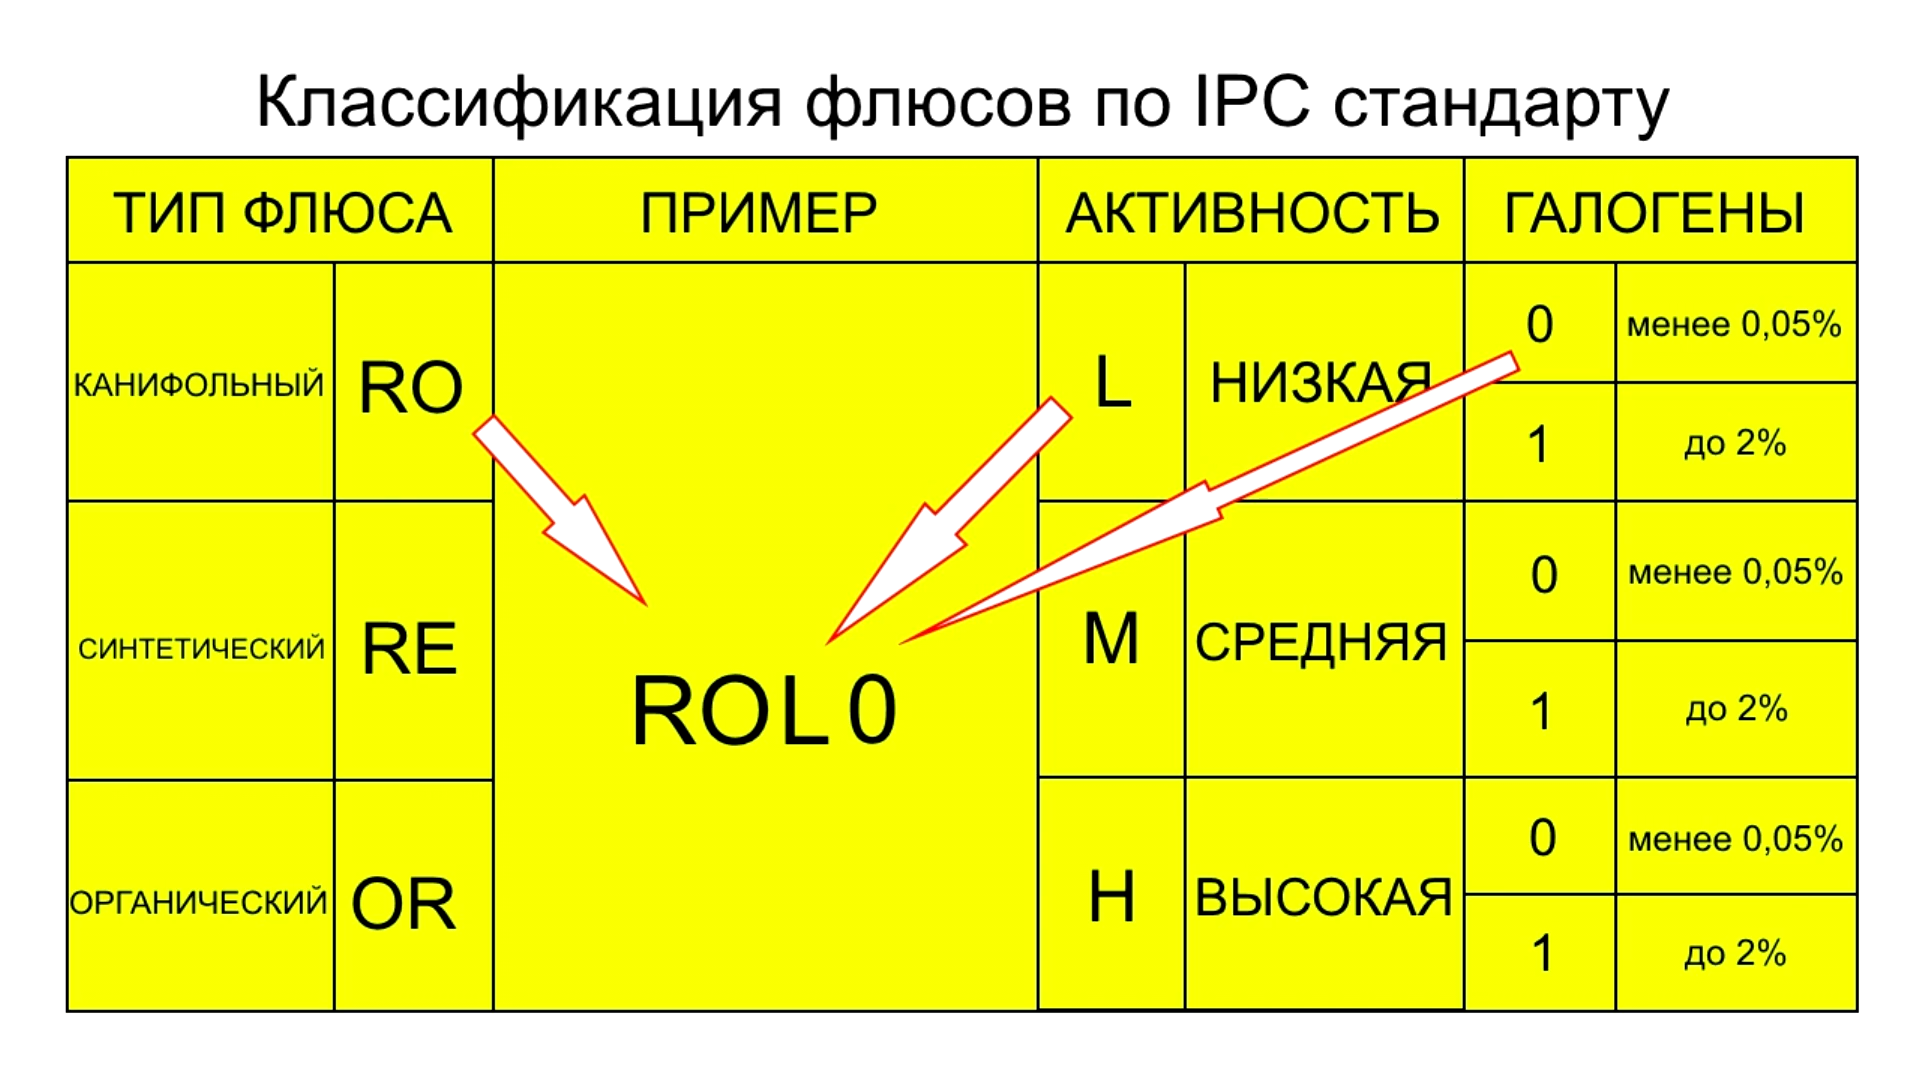 Классификация флюсов по IPC стандарту
ТИП ФЛЮСА ПРИМЕР АКТИВНОСТЬ ГАЛОГЕНЫ
КАНИФОЛЬНЫЙ RO L НИЗКАЯ 0 менее 0,05%
1 до 2%
СИНТЕТИЧЕСКИЙ RE M СРЕДНЯЯ 0 менее 0,05%
1 до 2%
ROL0
ОРГАНИЧЕСКИЙ OR H ВЫСОКАЯ 0 менее 0,05%
1 до 2%